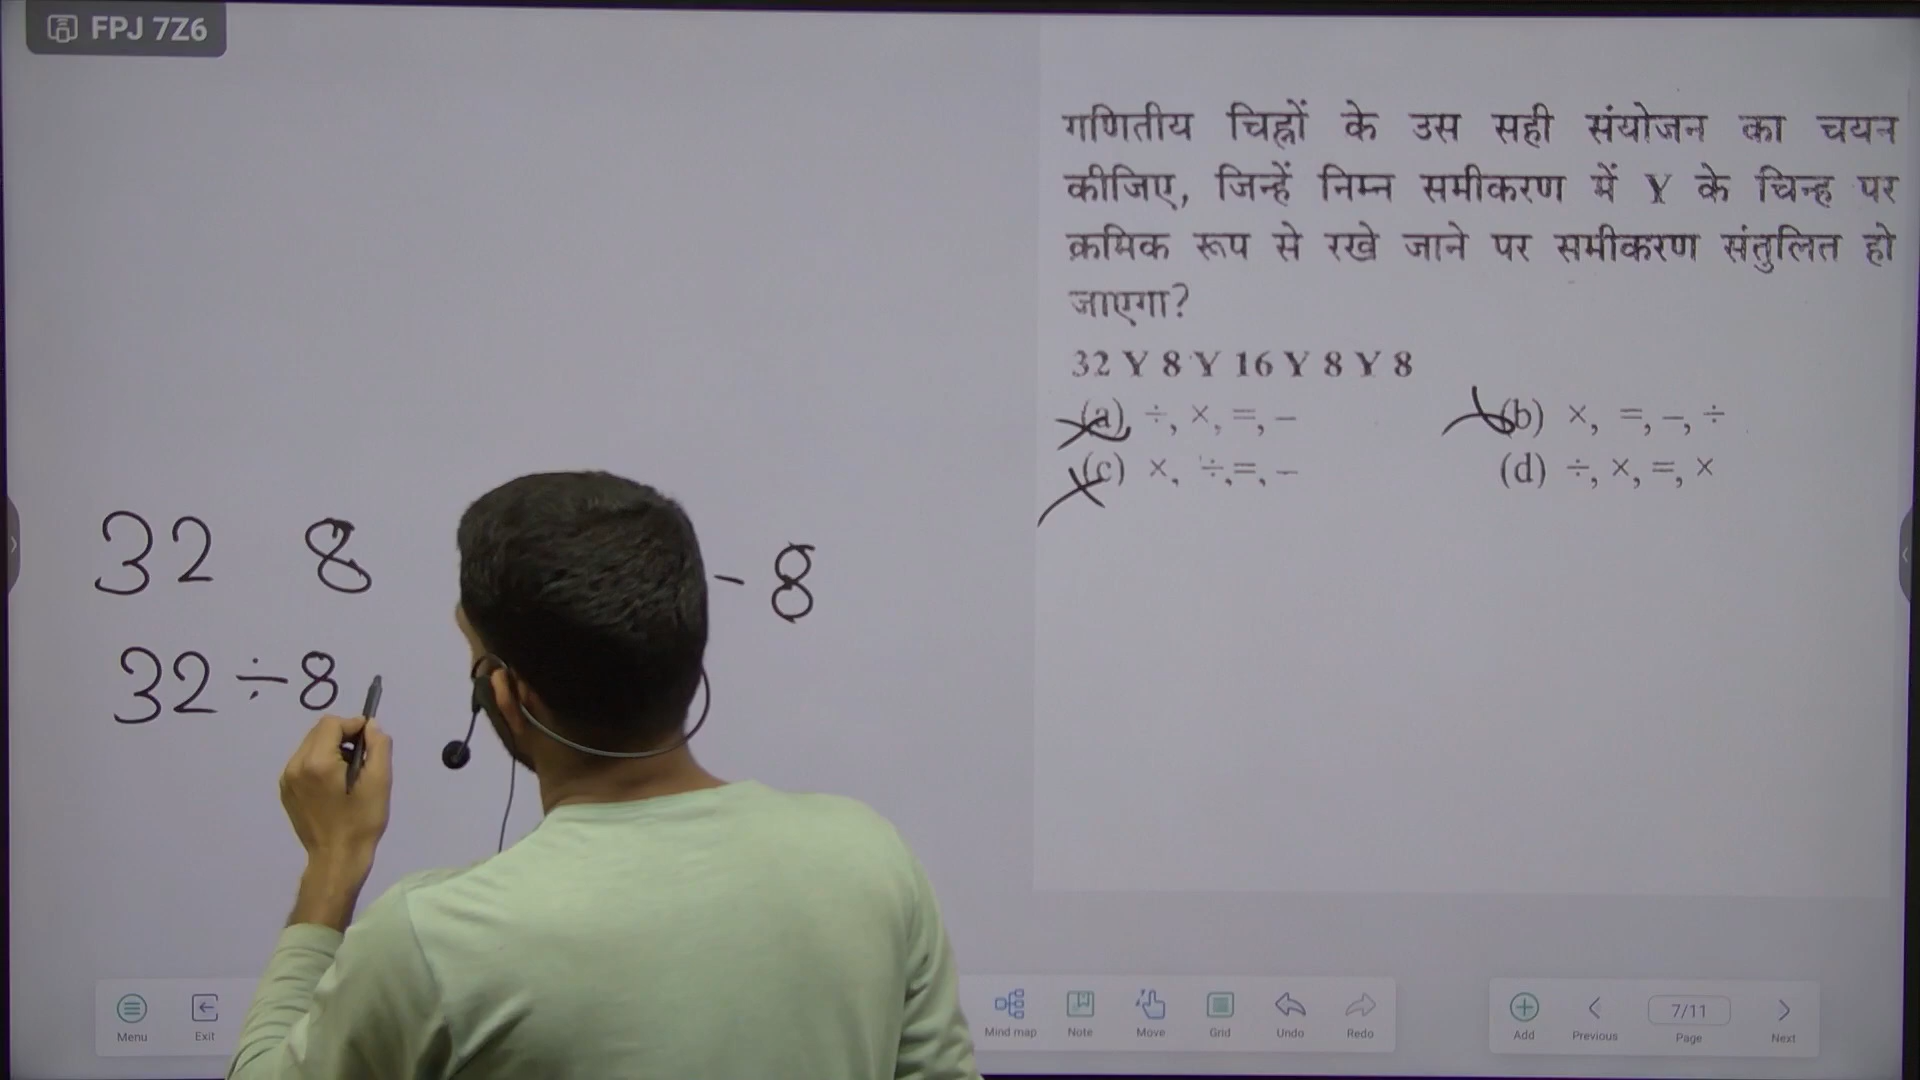 FPJ 7Z6
गणितीय चिह्नों के उस सही संयोजन का चयन
कीजिए, जिन्हें निम्न समीकरण में Y के चिन्ह पर
क्रमिक रूप से रखे जाने पर समीकरण संतुलित हो
जाएगा?
32 Y 8 Y 16 Y 8 Y 8
(a) ÷, ×, =, – (b) ×, =, –, ÷
(c) ×, ÷, =, – (d) ÷, ×, =, ×
32 8 - 8
32÷8
Menu Exit Mind map Note Move Grid Undo Redo Add Previous 7/11 Page Next